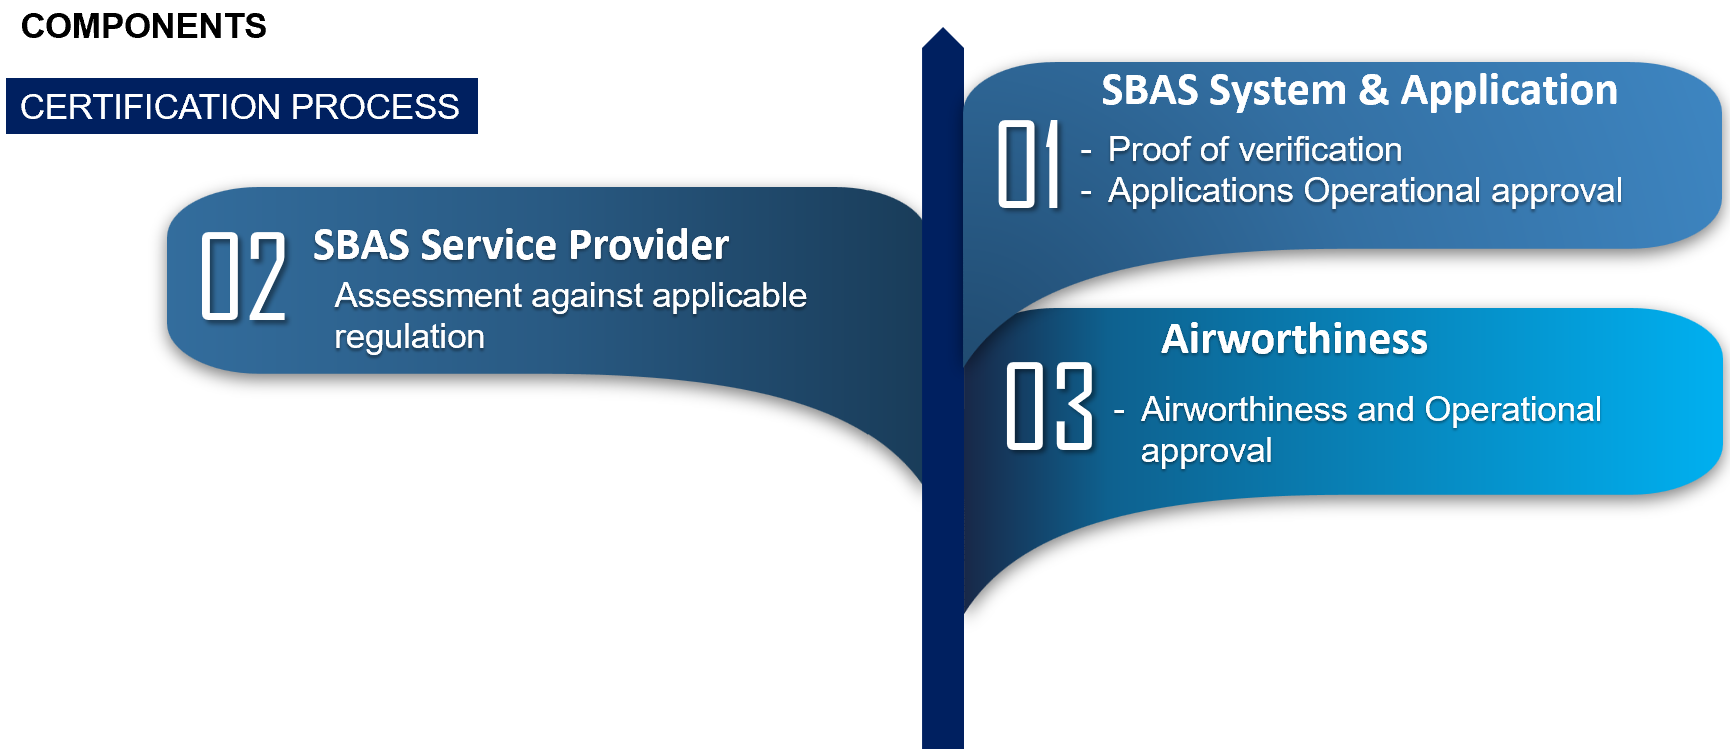 COMPONENTS
CERTIFICATION PROCESS
01
SBAS System & Application
- Proof of verification
- Applications Operational approval
02
SBAS Service Provider
Assessment against applicable
regulation
03
Airworthiness
- Airworthiness and Operational
approval